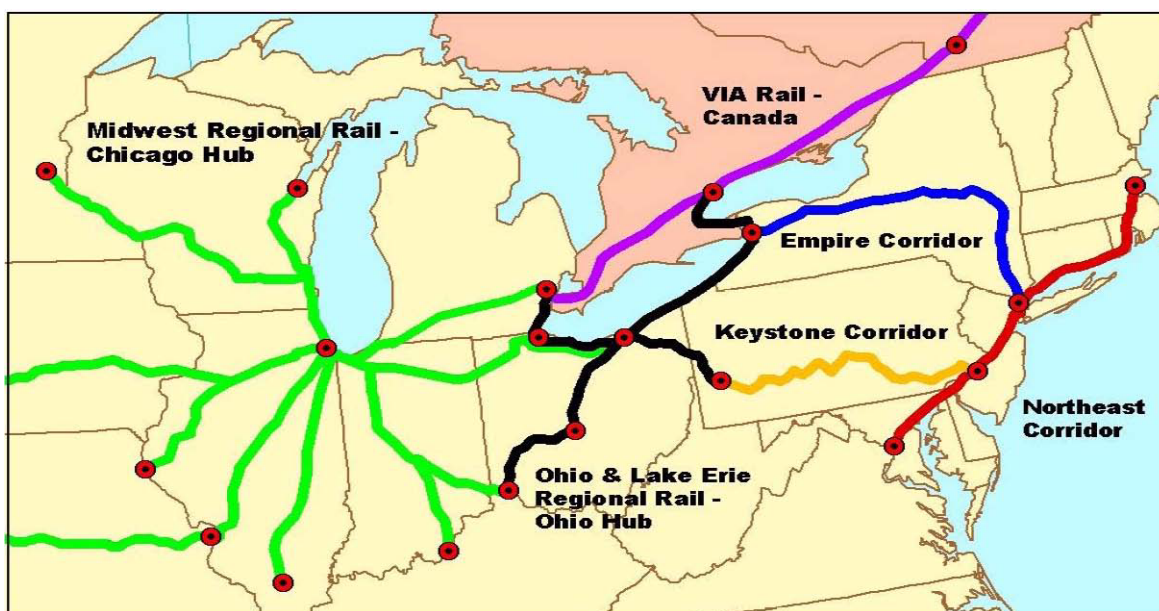 VIA Rail -
Canada
Midwest Regional Rail -
Chicago Hub
Empire Corridor
Keystone Corridor
Northeast
Corridor
Ohio & Lake Erie
Regional Rail -
Ohio Hub